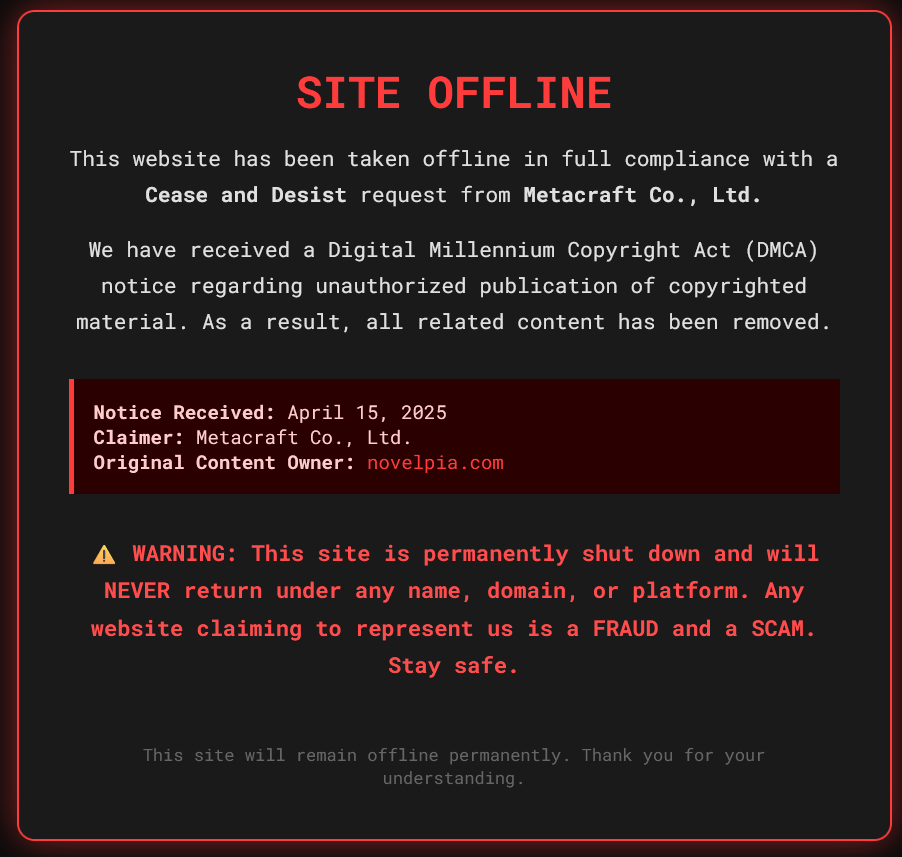 SITE OFFLINE
This website has been taken offline in full compliance with a
Cease and Desist request from Metacraft Co., Ltd.
We have received a Digital Millennium Copyright Act (DMCA)
notice regarding unauthorized publication of copyrighted
material. As a result, all related content has been removed.
Notice Received: April 15, 2025
Claimer: Metacraft Co., Ltd.
Original Content Owner: novelpia.com
⚠️ WARNING: This site is permanently shut down and will
NEVER return under any name, domain, or platform. Any
website claiming to represent us is a FRAUD and a SCAM.
Stay safe.
This site will remain offline permanently. Thank you for your
understanding.